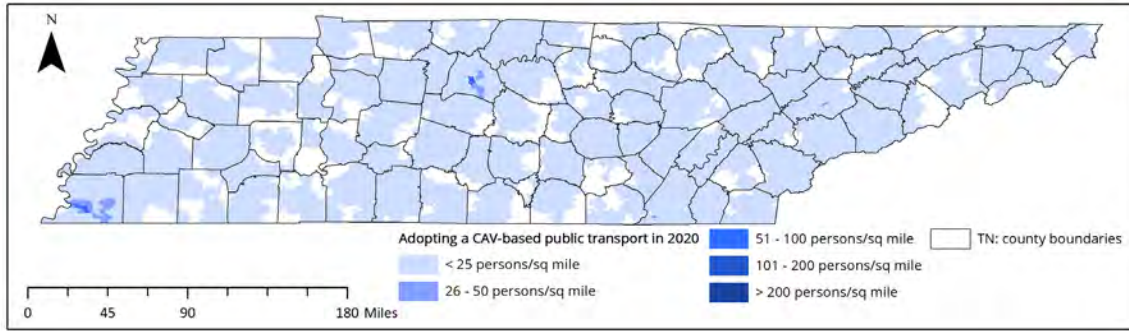 N
Adopting a CAV-based public transport in 2020
< 25 persons/sq mile
26 - 50 persons/sq mile
51 - 100 persons/sq mile
101 - 200 persons/sq mile
> 200 persons/sq mile
TN: county boundaries
0 45 90 180 Miles